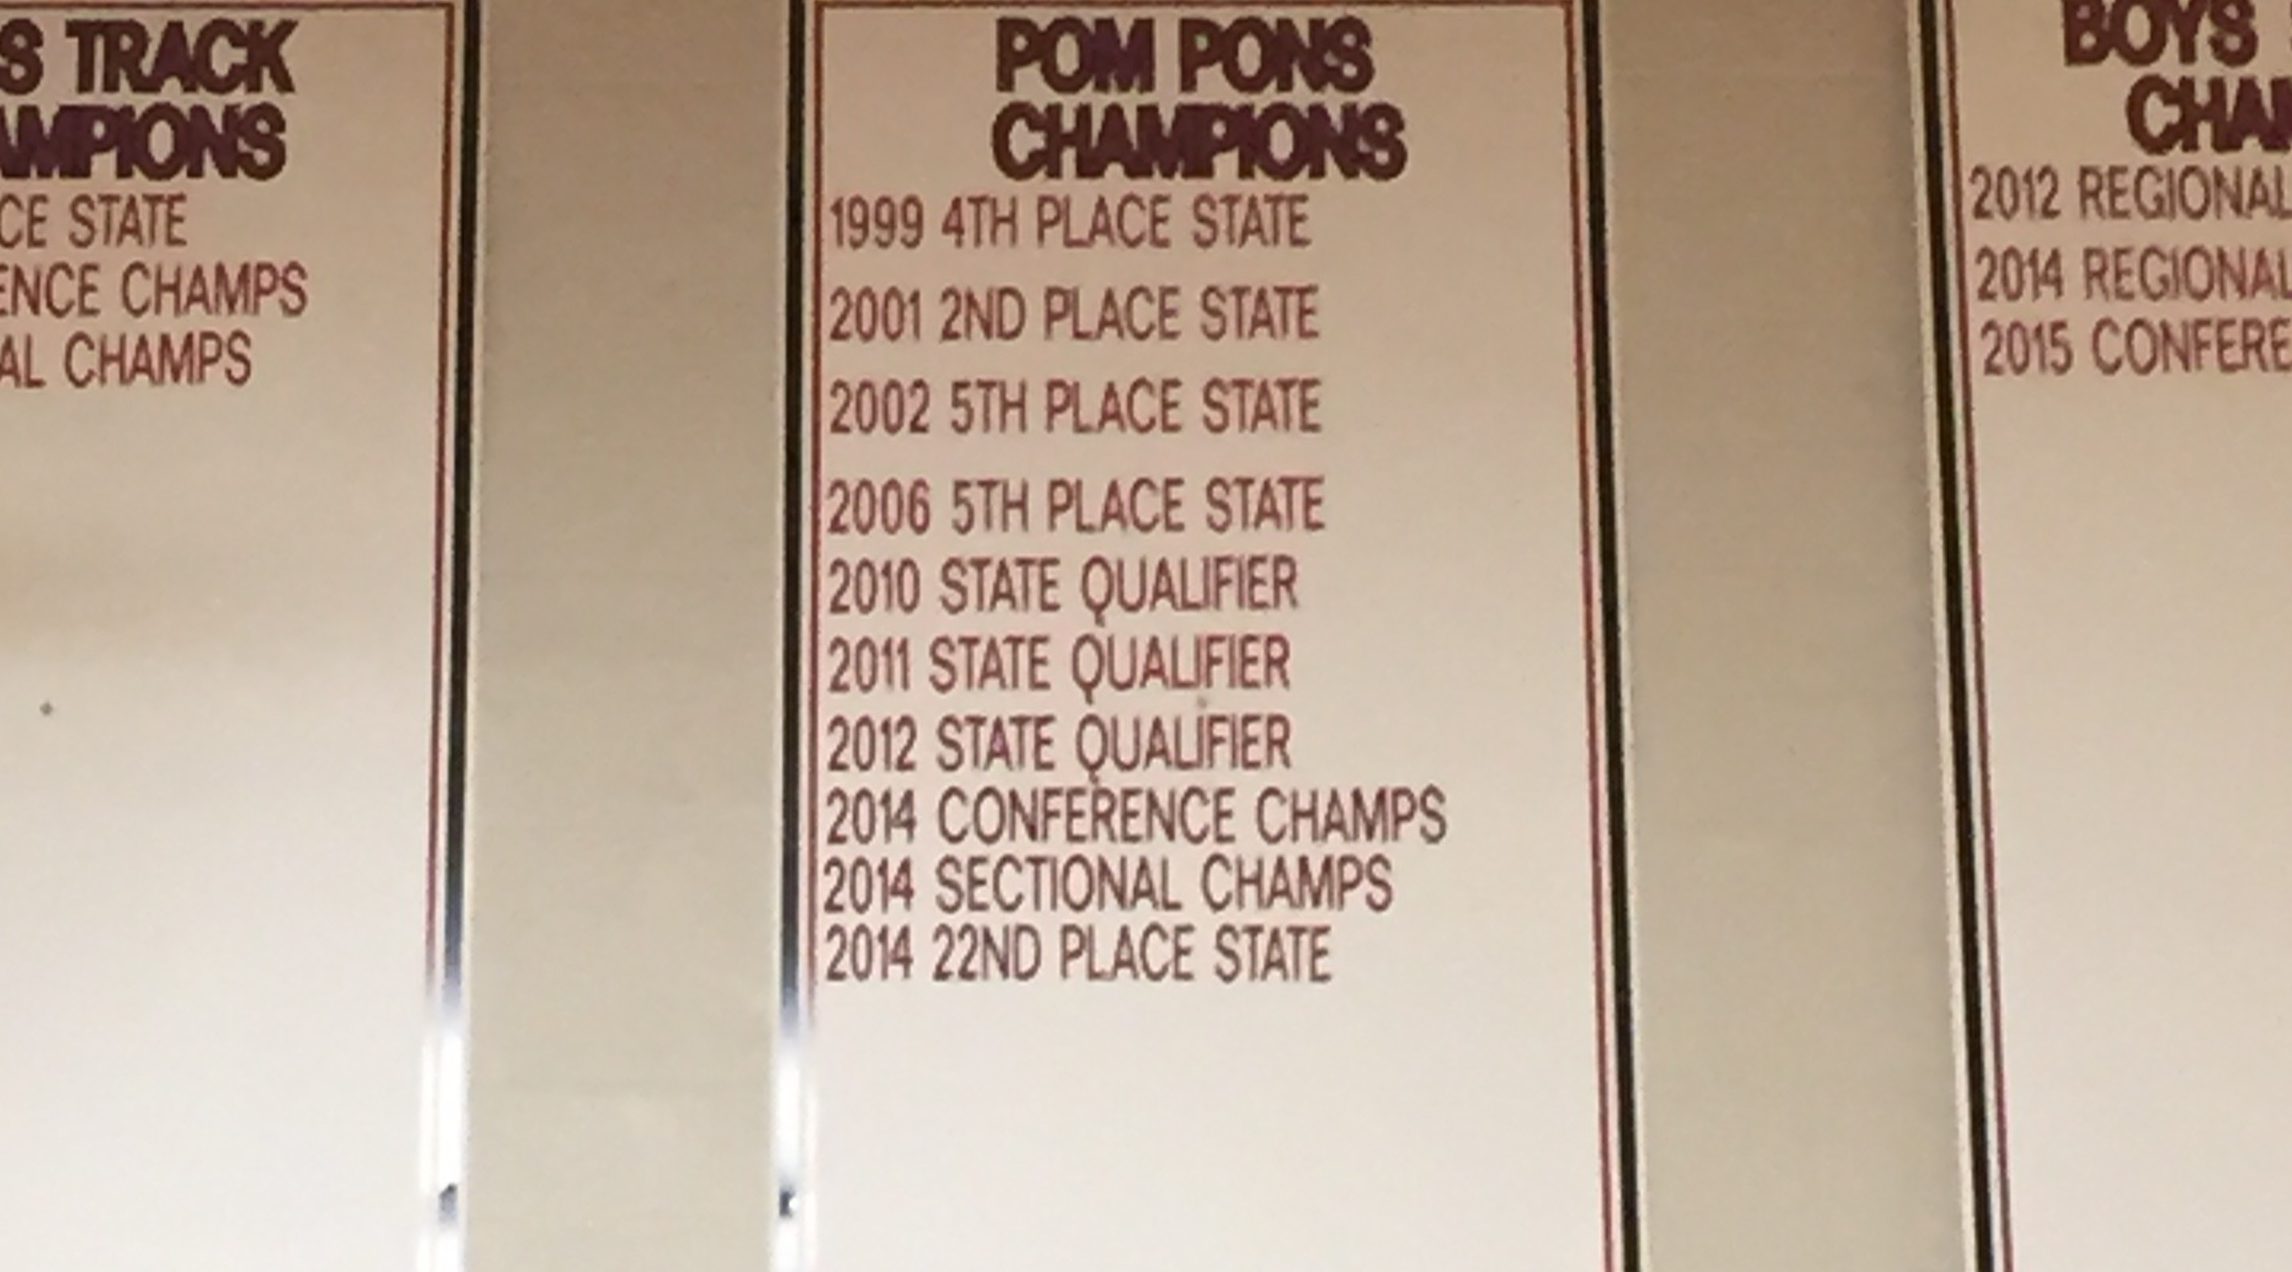 S TRACK
AMPIONS
CE STATE
ENCE CHAMPS
AL CHAMPS
POM PONS
CHAMPIONS
1999 4TH PLACE STATE
2001 2ND PLACE STATE
2002 5TH PLACE STATE
2006 5TH PLACE STATE
2010 STATE QUALIFIER
2011 STATE QUALIFIER
2012 STATE QUALIFIER
2014 CONFERENCE CHAMPS
2014 SECTIONAL CHAMPS
2014 22ND PLACE STATE
BOYS
CHAM
2012 REGIONAL
2014 REGIONAL
2015 CONFERE